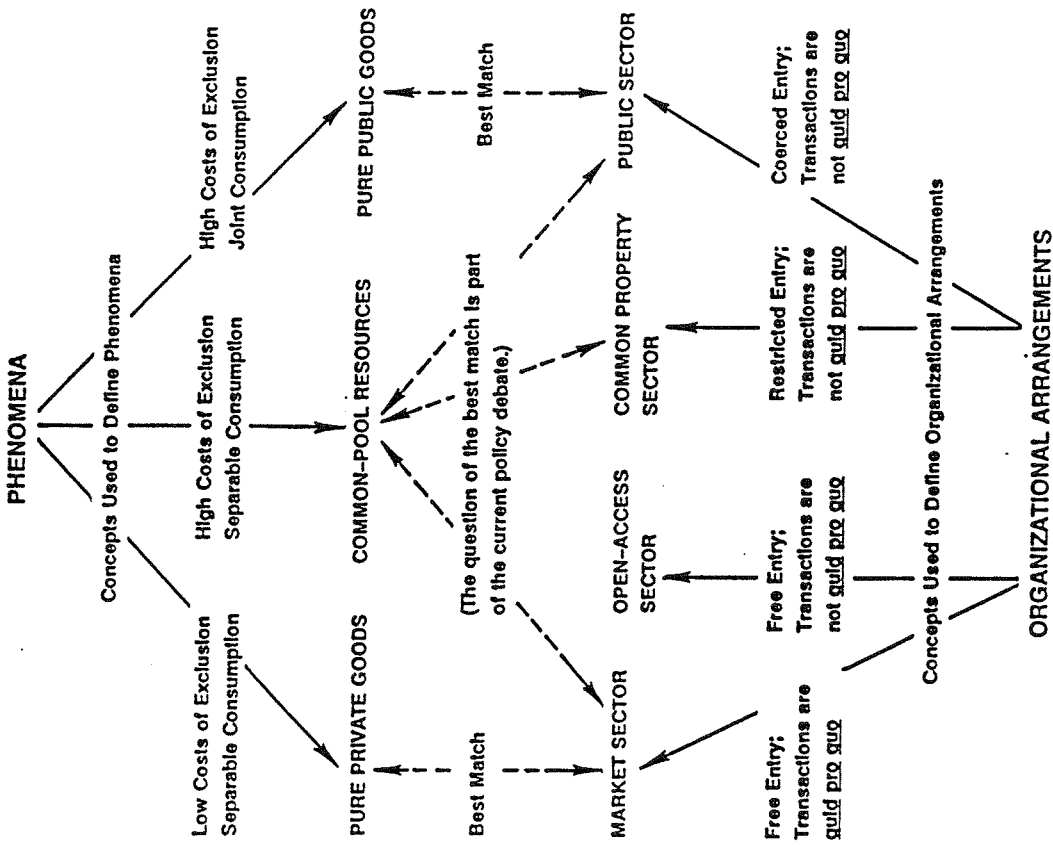 PHENOMENA
Concepts Used to Define Phenomena
Low Costs of Exclusion
Separable Consumption
High Costs of Exclusion
Separable Consumption
High Costs of Exclusion
Joint Consumption
PURE PRIVATE GOODS
COMMON-POOL RESOURCES
PURE PUBLIC GOODS
Best Match
(The question of the best match is part
of the current policy debate.)
Best Match
MARKET SECTOR
OPEN-ACCESS
SECTOR
COMMON PROPERTY
SECTOR
PUBLIC SECTOR
Free Entry;
Transactions are
quid pro quo
Free Entry;
Transactions are
not quid pro quo
Restricted Entry;
Transactions are
not quid pro quo
Coerced Entry;
Transactions are
not quid pro quo
Concepts Used to Define Organizational Arrangements
ORGANIZATIONAL ARRANGEMENTS